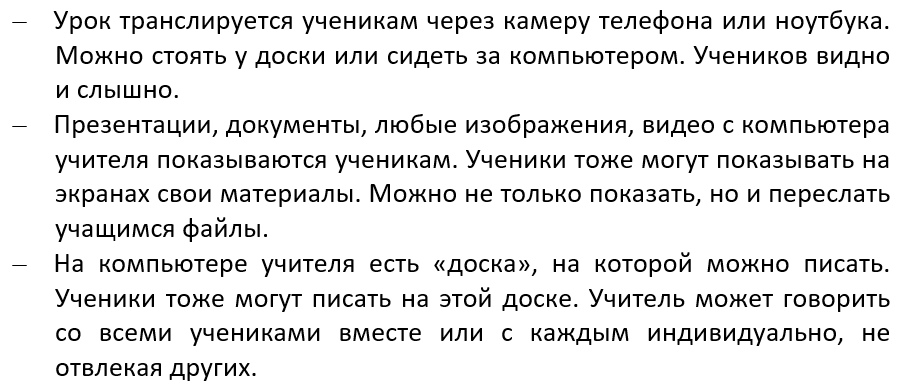 – Урок транслируется ученикам через камеру телефона или ноутбука.
Можно стоять у доски или сидеть за компьютером. Учеников видно
и слышно.
– Презентации, документы, любые изображения, видео с компьютера
учителя показываются ученикам. Ученики тоже могут показывать на
экранах свои материалы. Можно не только показать, но и переслать
учащимся файлы.
– На компьютере учителя есть «доска», на которой можно писать.
Ученики тоже могут писать на этой доске. Учитель может говорить
со всеми учениками вместе или с каждым индивидуально, не
отвлекая других.